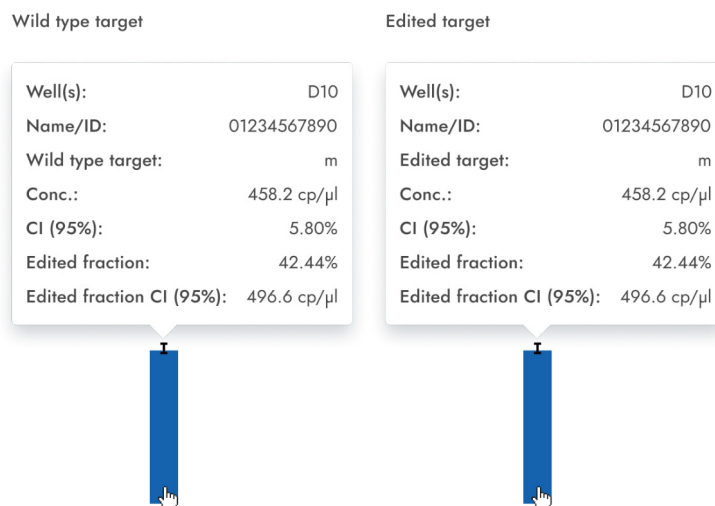 Wild type target
Well(s): D10
Name/ID: 01234567890
Wild type target: m
Conc.: 458.2 cp/µl
CI (95%): 5.80%
Edited fraction: 42.44%
Edited fraction CI (95%): 496.6 cp/µl
Edited target
Well(s): D10
Name/ID: 01234567890
Edited target: m
Conc.: 458.2 cp/µl
CI (95%): 5.80%
Edited fraction: 42.44%
Edited fraction CI (95%): 496.6 cp/µl